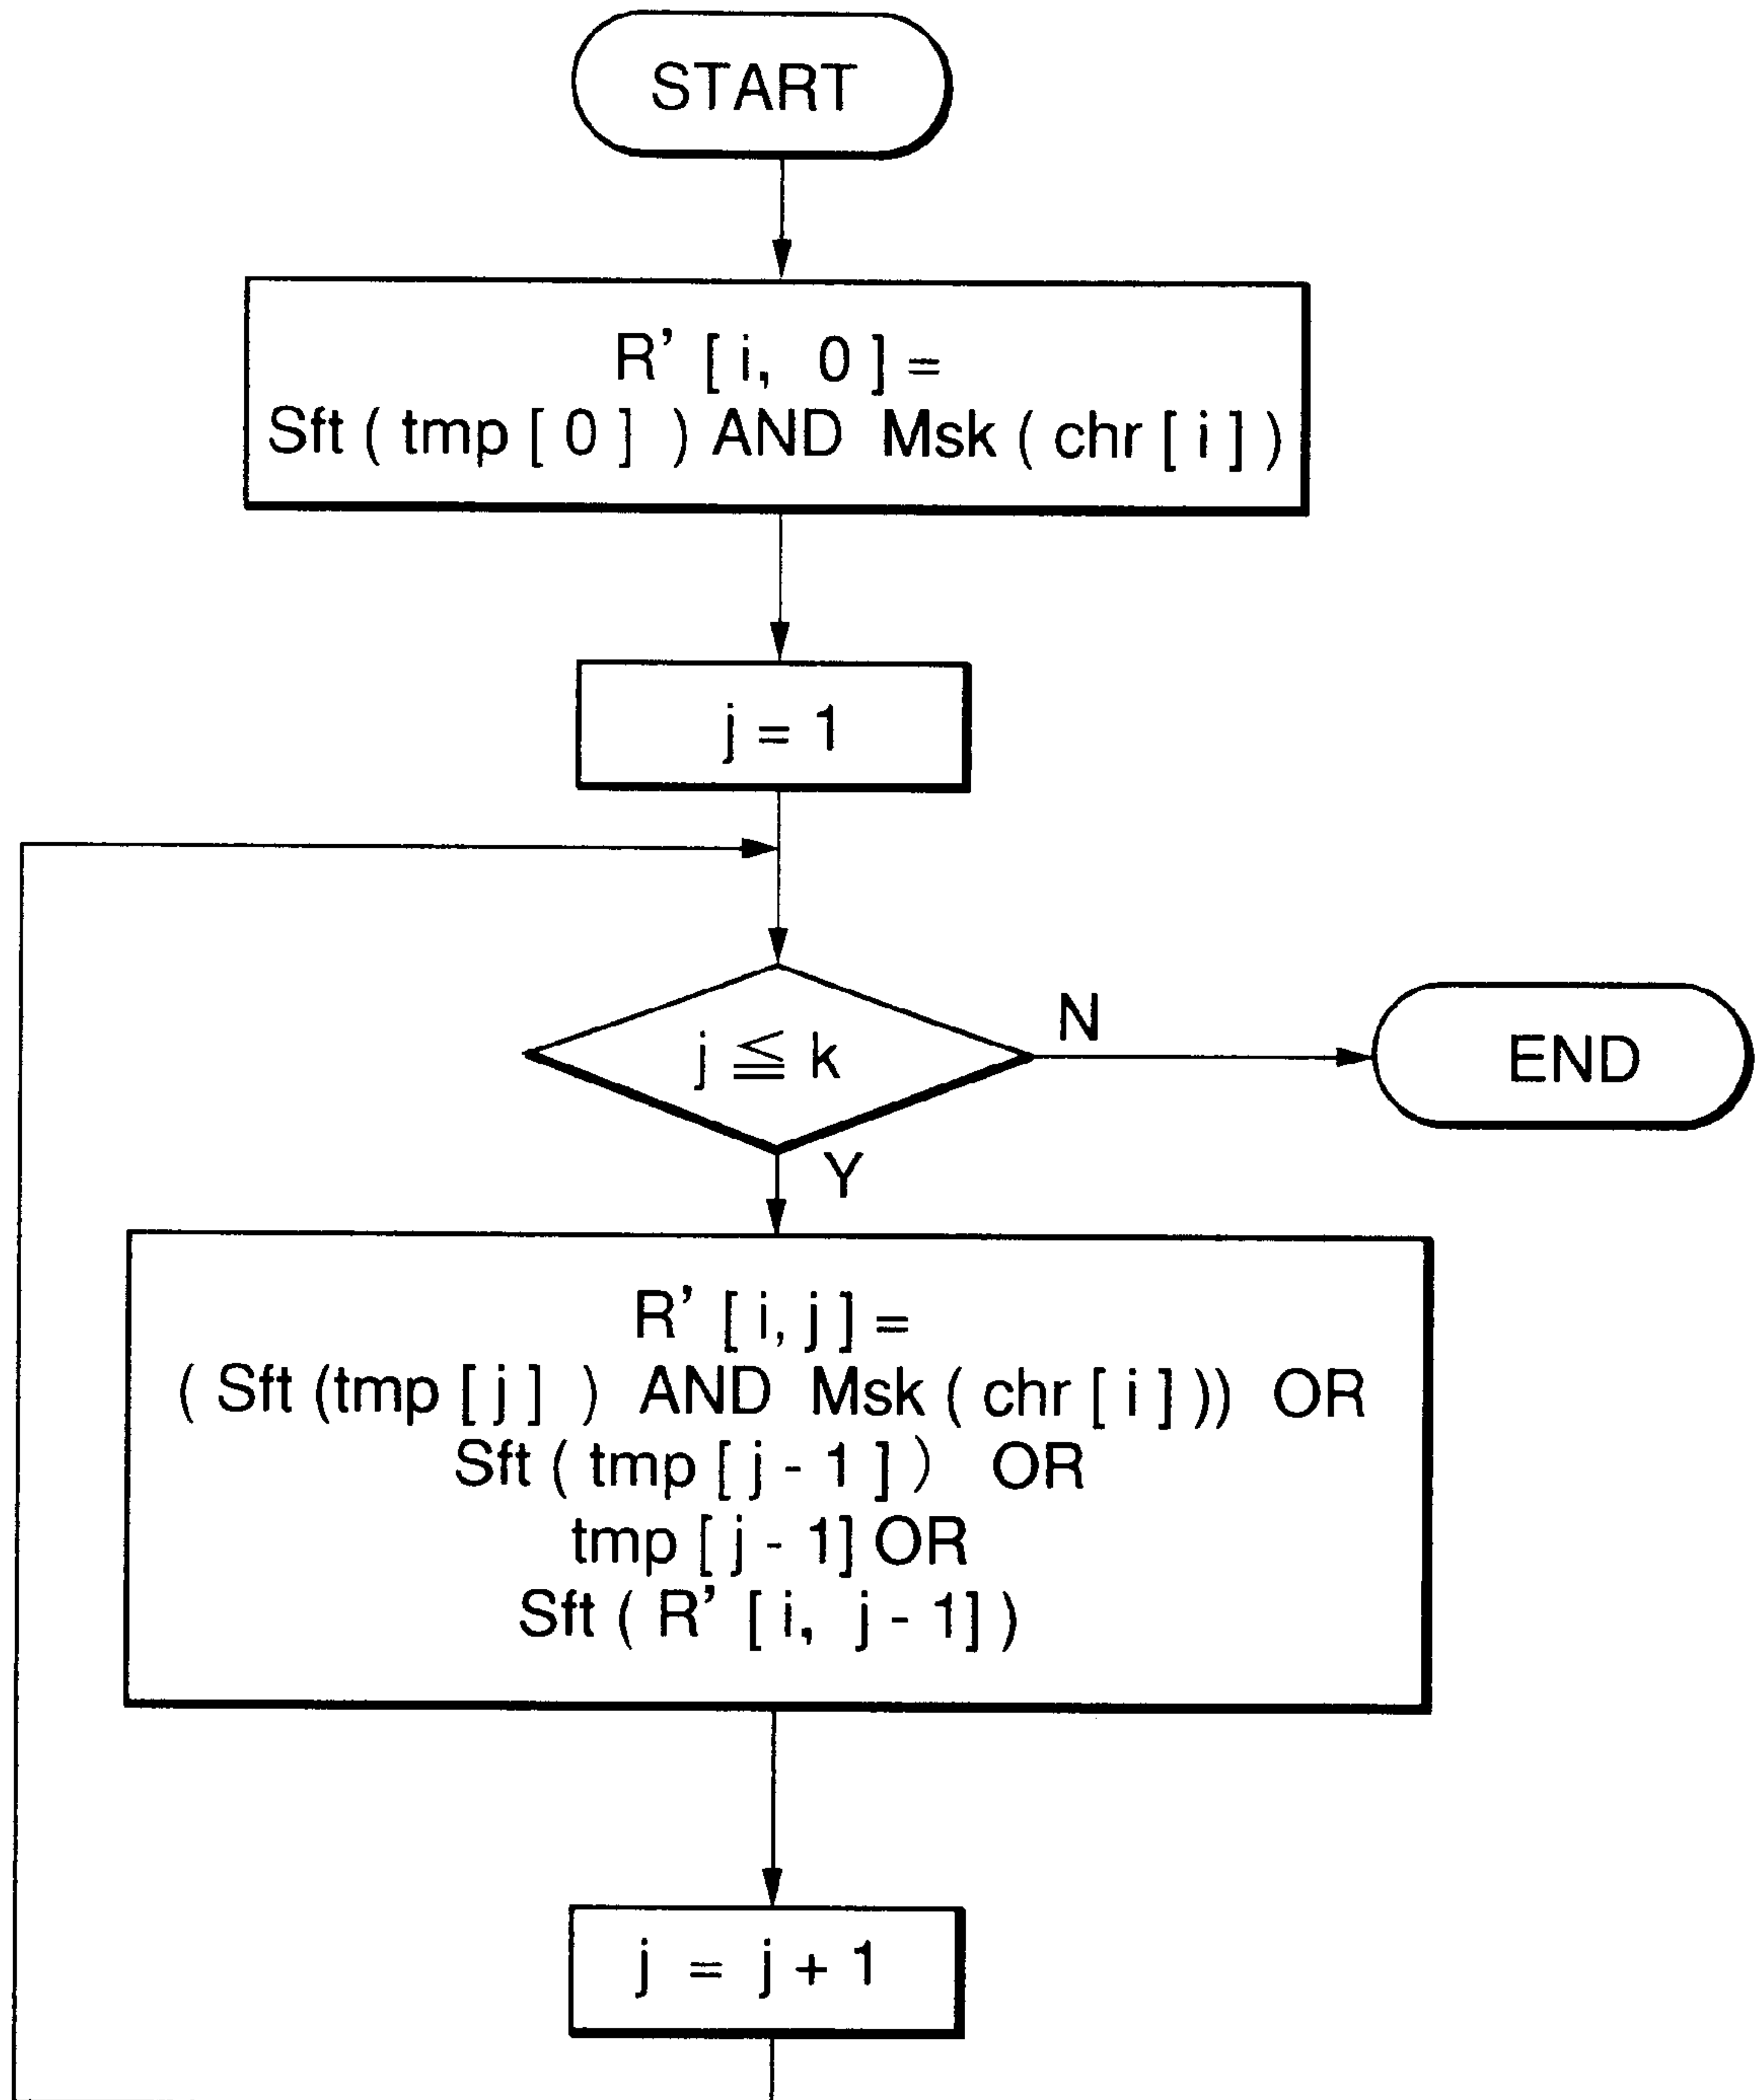 START
R' [ i, 0 ] =
Sft ( tmp [ 0 ] ) AND Msk ( chr [ i ] )
j = 1
j ≦ k
N
END
Y
R' [ i, j ] =
( Sft (tmp [ j ] ) AND Msk ( chr [ i ] )) OR
Sft ( tmp [ j - 1 ] ) OR
tmp [ j - 1] OR
Sft ( R' [ i, j - 1] )
j = j + 1